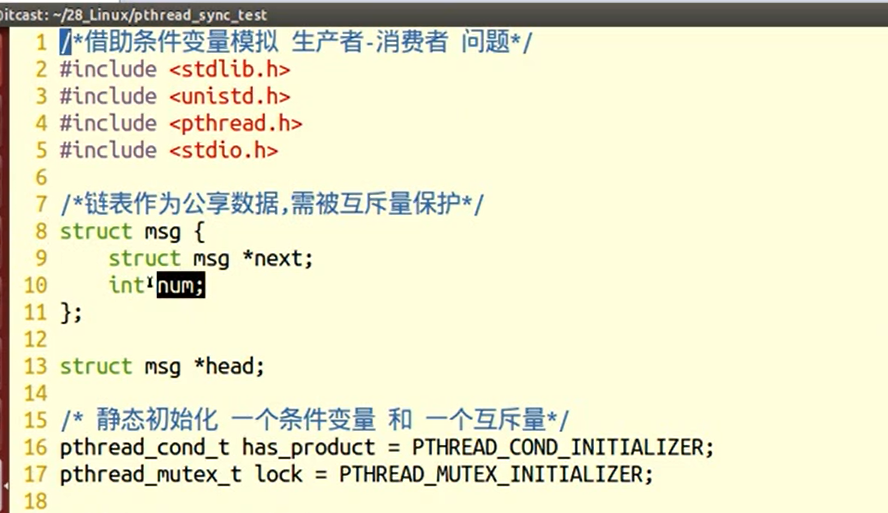 itcast: ~/28_Linux/pthread_sync_test
1 /*借助条件变量模拟 生产者-消费者 问题*/
2 #include <stdlib.h>
3 #include <unistd.h>
4 #include <pthread.h>
5 #include <stdio.h>
6
7 /*链表作为公享数据,需被互斥量保护*/
8 struct msg {
9     struct msg *next;
10     int num;
11 };
12
13 struct msg *head;
14
15 /* 静态初始化 一个条件变量 和 一个互斥量*/
16 pthread_cond_t has_product = PTHREAD_COND_INITIALIZER;
17 pthread_mutex_t lock = PTHREAD_MUTEX_INITIALIZER;
18